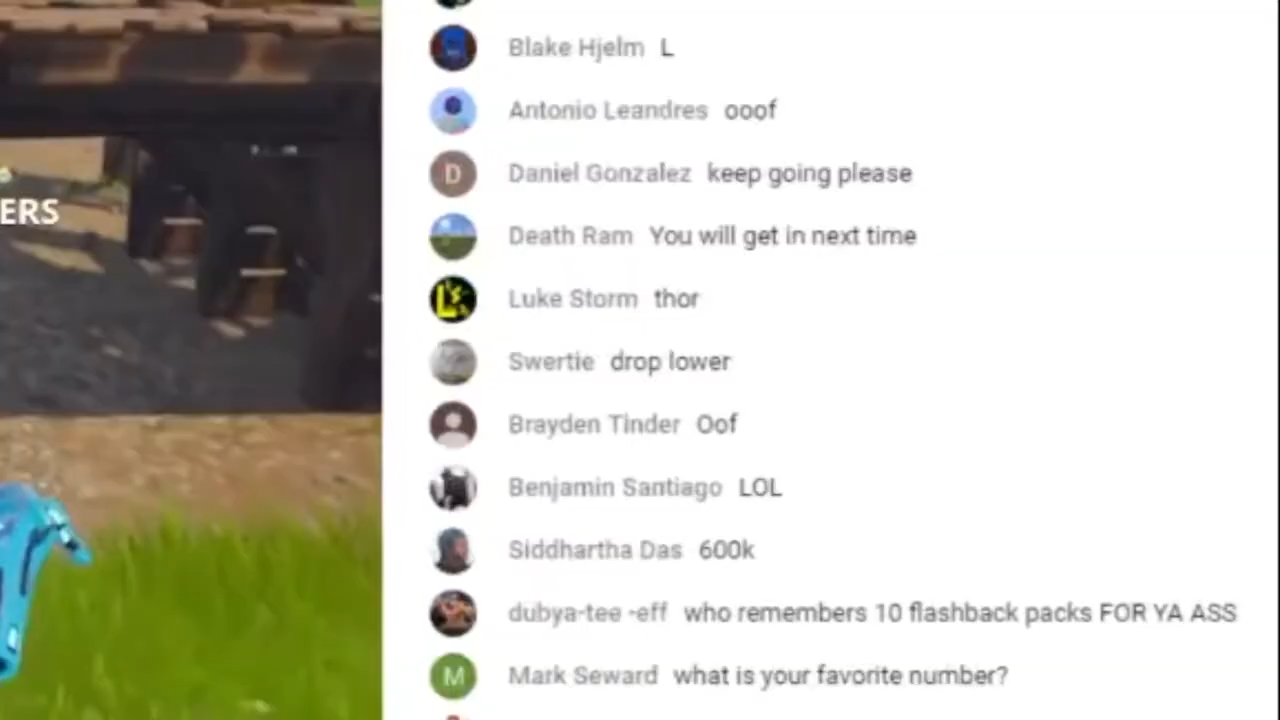 ERS
Blake Hjelm L
Antonio Leandres ooof
D Daniel Gonzalez keep going please
Death Ram You will get in next time
Luke Storm thor
Swertie drop lower
Brayden Tinder Oof
Benjamin Santiago LOL
Siddhartha Das 600k
dubya-tee -eff who remembers 10 flashback packs FOR YA ASS
M Mark Seward what is your favorite number?